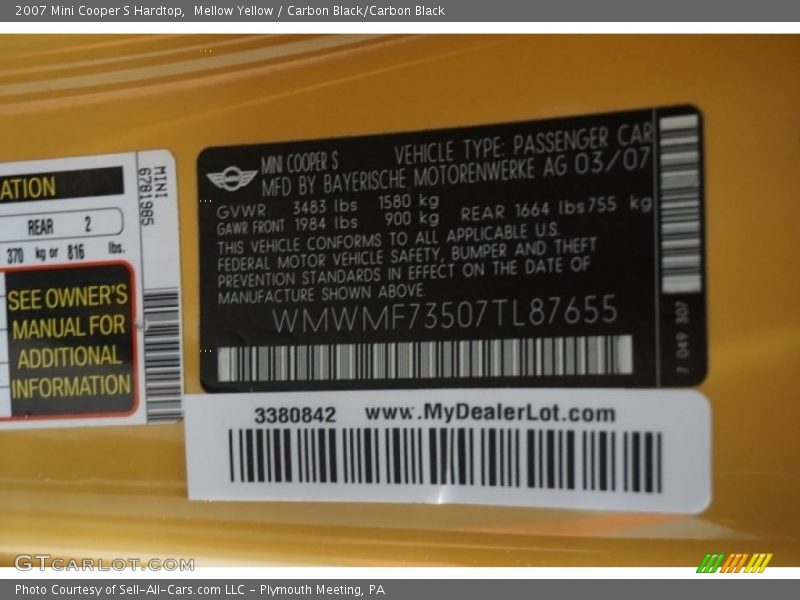 2007 Mini Cooper S Hardtop,  Mellow Yellow / Carbon Black/Carbon Black
ATION
REAR 2
370 kg or 816 lbs.
SEE OWNER'S
MANUAL FOR
ADDITIONAL
INFORMATION
MINI
6781985
MINI COOPER S VEHICLE TYPE: PASSENGER CAR
MFD BY BAYERISCHE MOTORENWERKE AG 03/07
GVWR 3483 lbs 1580 kg
GAWR FRONT 1984 lbs 900 kg REAR 1664 lbs 755 kg
THIS VEHICLE CONFORMS TO ALL APPLICABLE U.S.
FEDERAL MOTOR VEHICLE SAFETY, BUMPER AND THEFT
PREVENTION STANDARDS IN EFFECT ON THE DATE OF
MANUFACTURE SHOWN ABOVE.
WMWMF73507TL87655
7 049 307
3380842 www.MyDealerLot.com
GTCARLOT.COM
Photo Courtesy of Sell-All-Cars.com LLC - Plymouth Meeting, PA